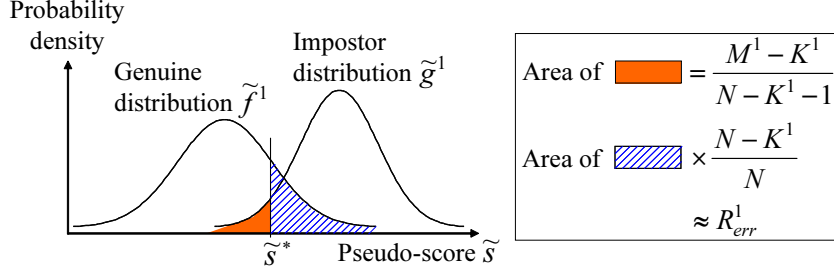 Probability
density
Genuine
distribution f̃¹
Impostor
distribution g̃¹
s̃*
Pseudo-score s̃
Area of = (M¹ − K¹) / (N − K¹ − 1)
Area of × (N − K¹) / N
≈ R¹err